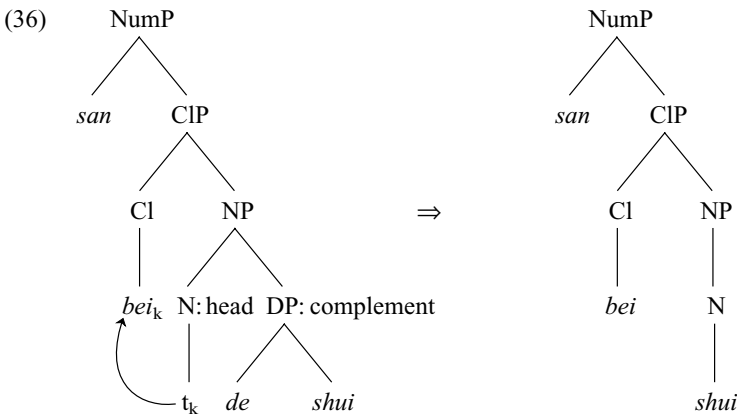 (36) NumP NumP
san ClP san ClP
Cl NP ⇒ Cl NP
bei_k N: head DP: complement bei N
t_k de shui shui